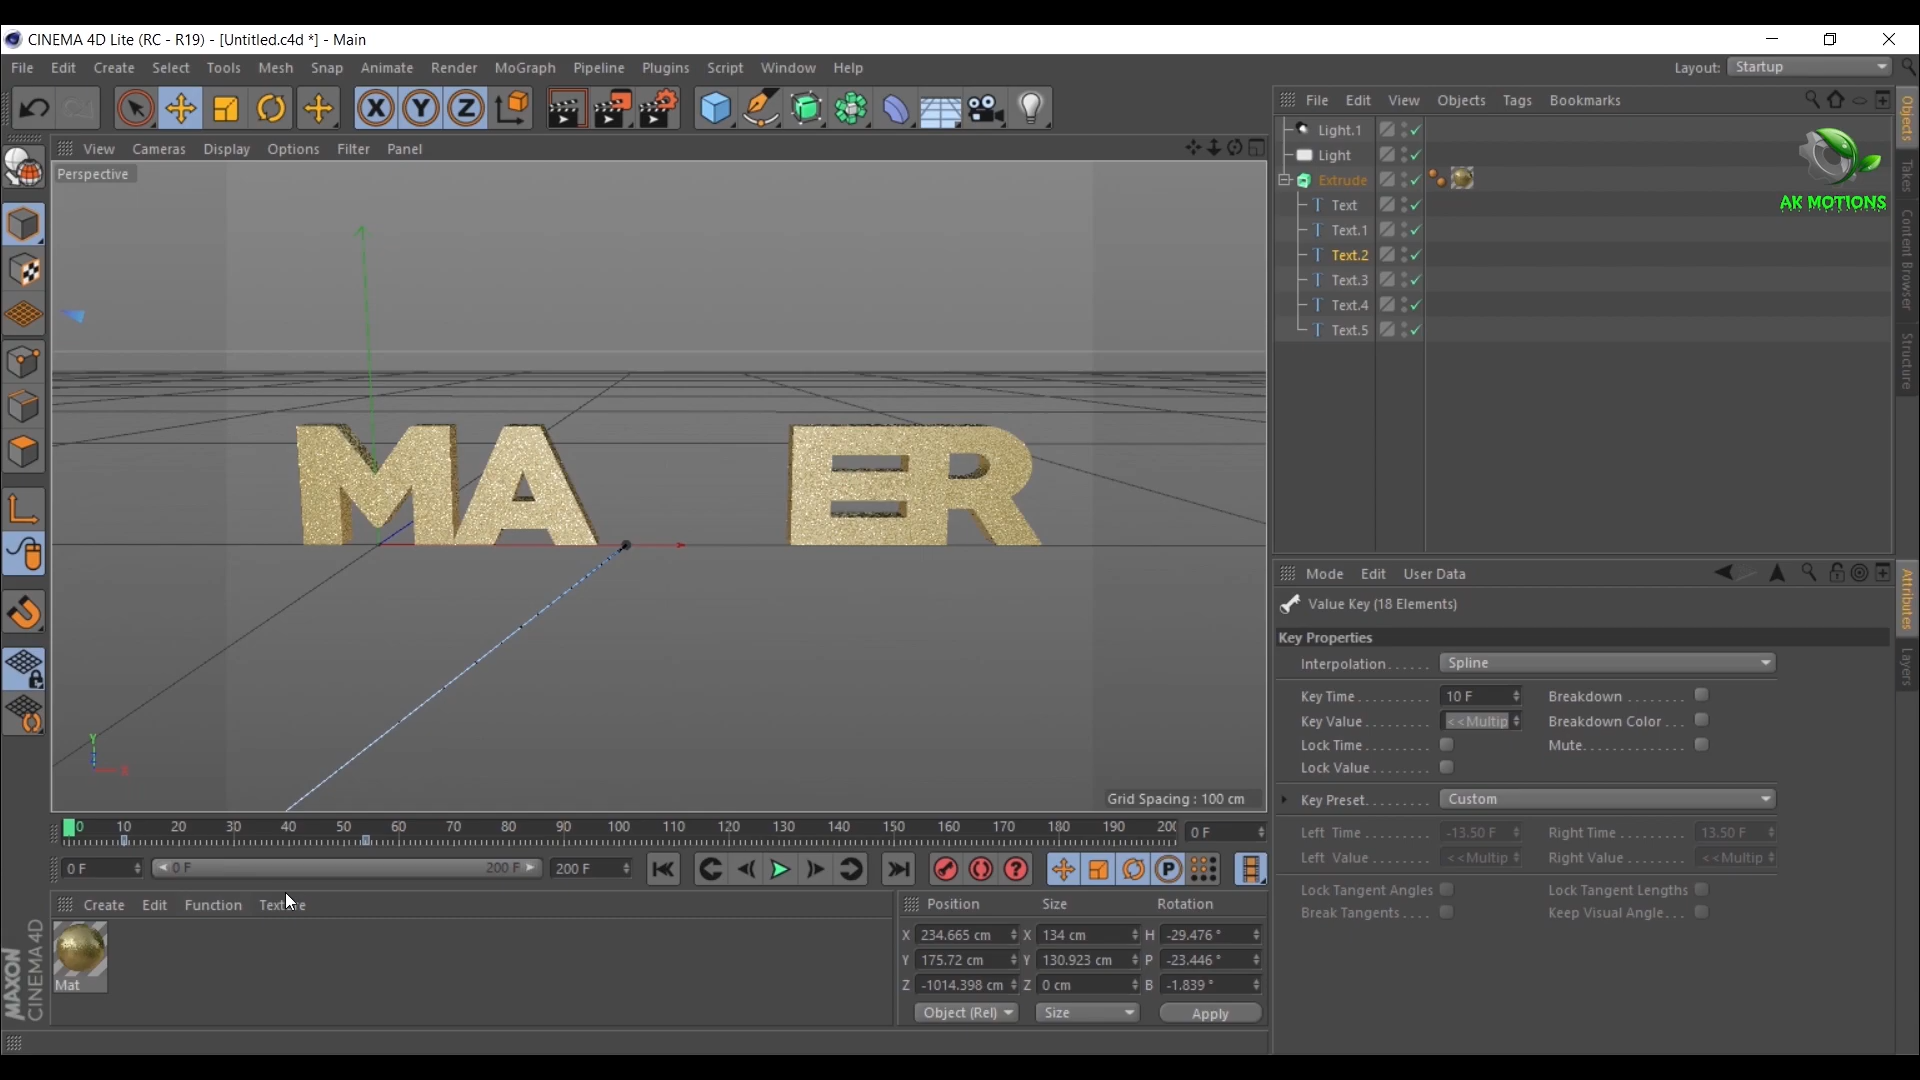 CINEMA 4D Lite (RC - R19) - [Untitled.c4d *] - Main
File Edit Create Select Tools Mesh Snap Animate Render MoGraph Pipeline Plugins Script Window Help
Layout: Startup
X Y Z
File Edit View Objects Tags Bookmarks
View Cameras Display Options Filter Panel
Perspective
Light.1
Light
Extrude
Text
Text.1
Text.2
Text.3
Text.4
Text.5
AK MOTIONS
Objects
Takes
Content Browser
Structure
MA ER
Y
X
Grid Spacing : 100 cm
Mode Edit User Data
Value Key (18 Elements)
Key Properties
Interpolation...... Spline
Key Time.......... 10 F Breakdown ........
Key Value......... <<Multip Breakdown Color ...
Lock Time......... Mute..............
Lock Value........
Key Preset........ Custom
Left Time ......... -13.50 F Right Time ......... 13.50 F
Left Value ........ <<Multip Right Value ........ <<Multip
Lock Tangent Angles Lock Tangent Lengths
Break Tangents .... Keep Visual Angle...
Attributes
Layers
0 10 20 30 40 50 60 70 80 90 100 110 120 130 140 150 160 170 180 190 200 0 F
0 F 0 F 200 F 200 F
P
Create Edit Function Texture
Mat
Position Size Rotation
X 234.665 cm X 134 cm H -29.476 °
Y 175.72 cm Y 130.923 cm P -23.446 °
Z -1014.398 cm Z 0 cm B -1.839 °
Object (Rel) Size Apply
MAXON
CINEMA 4D